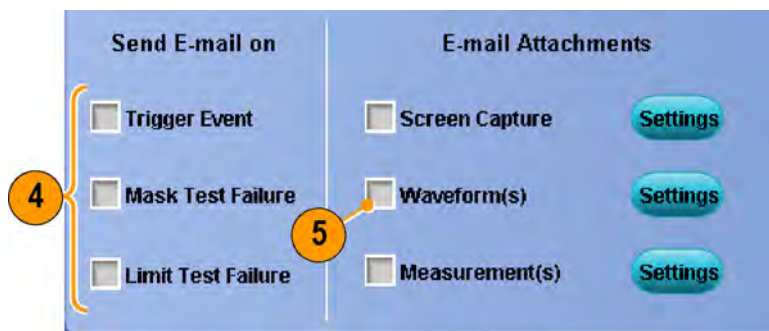 Send E-mail on
E-mail Attachments
Trigger Event
Screen Capture
Settings
4
Mask Test Failure
Waveform(s)
Settings
5
Limit Test Failure
Measurement(s)
Settings